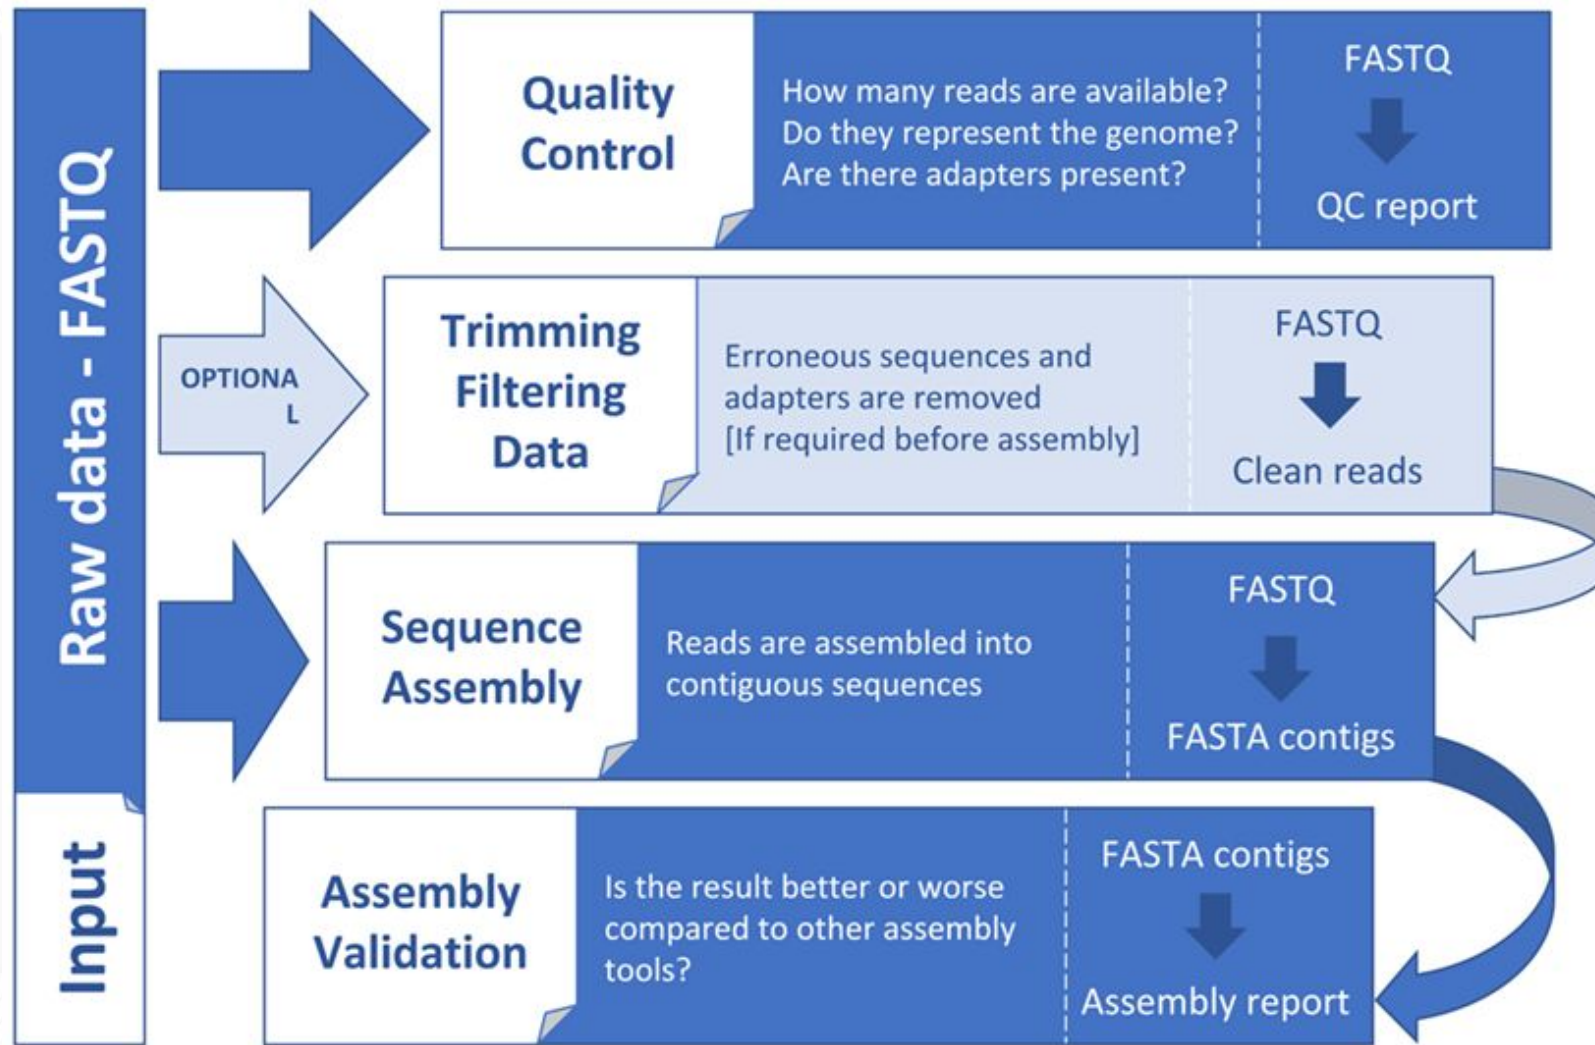 Raw data - FASTQ
Input
Quality
Control
How many reads are available?
Do they represent the genome?
Are there adapters present?
FASTQ
QC report
OPTIONA
L
Trimming
Filtering
Data
Erroneous sequences and
adapters are removed
[If required before assembly]
FASTQ
Clean reads
Sequence
Assembly
Reads are assembled into
contiguous sequences
FASTQ
FASTA contigs
Assembly
Validation
Is the result better or worse
compared to other assembly
tools?
FASTA contigs
Assembly report